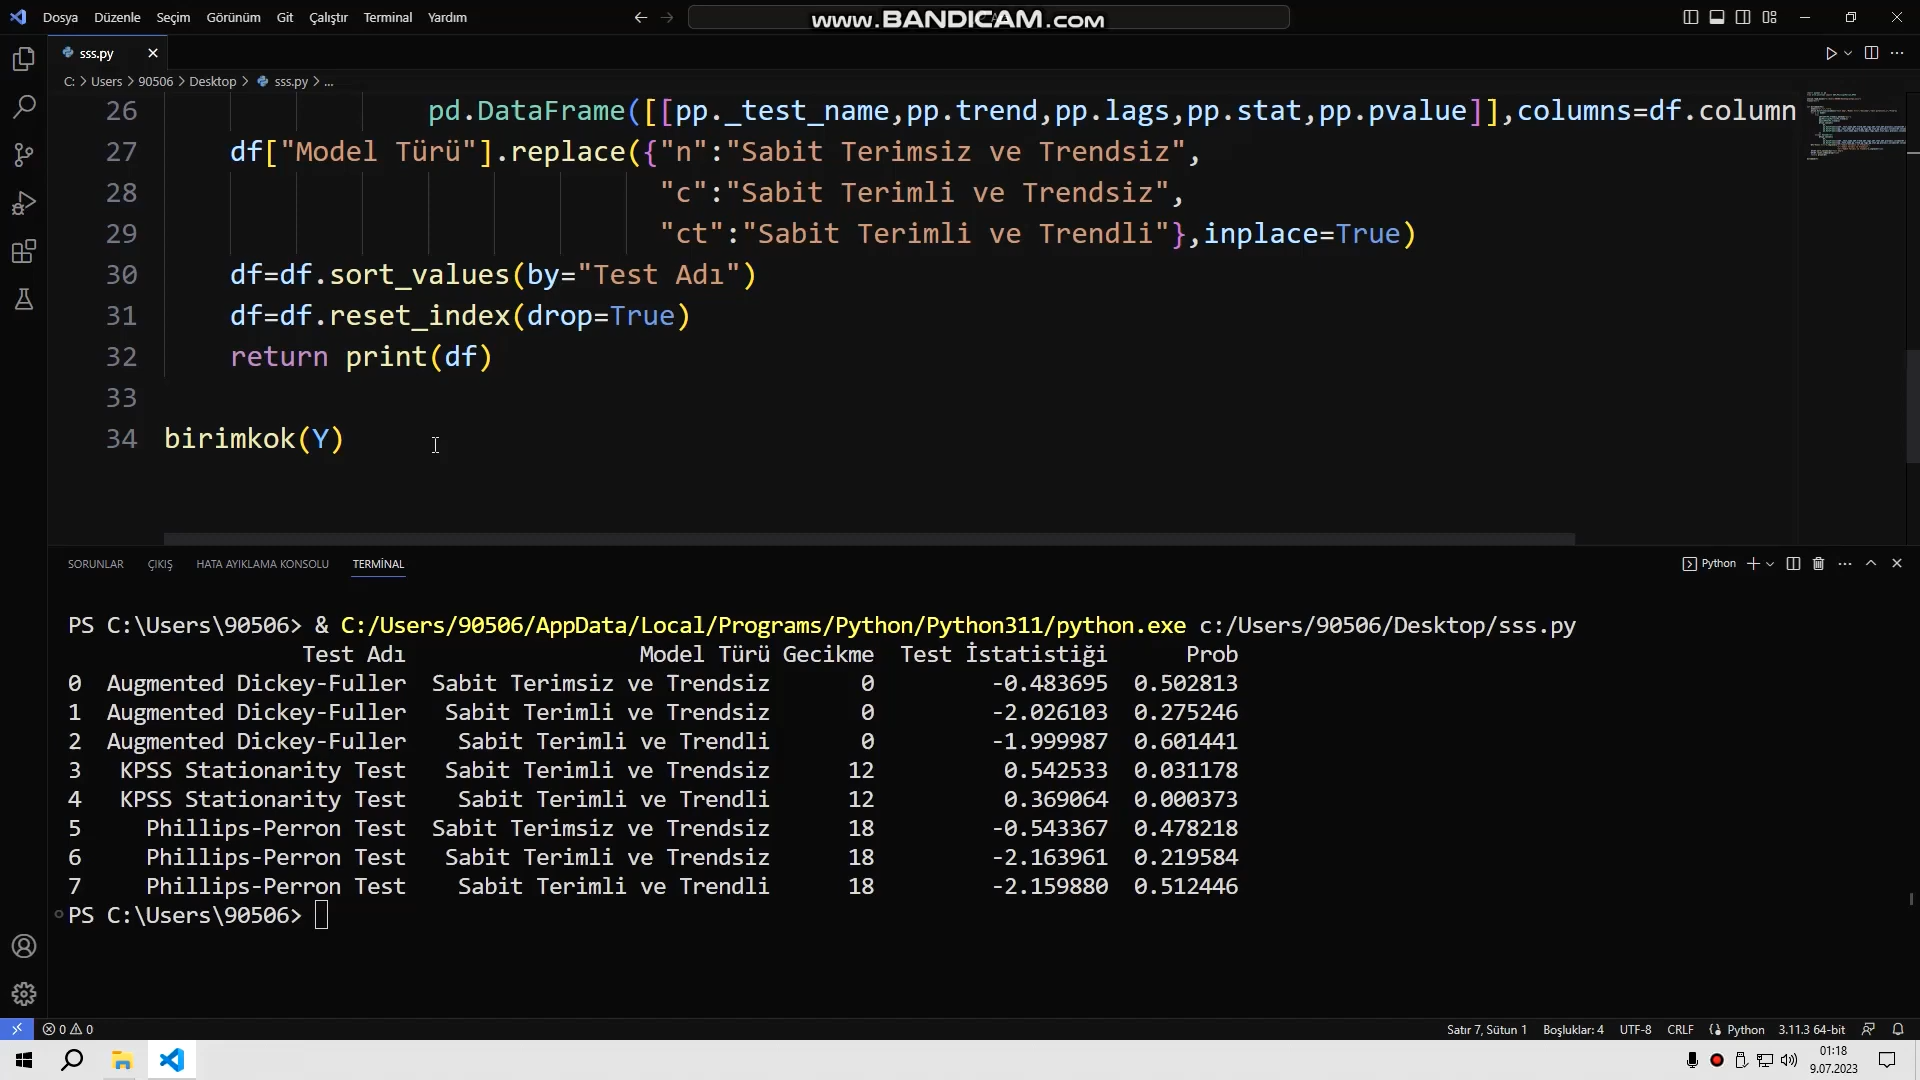 Dosya Düzenle Seçim Görünüm Git Çalıştır Terminal Yardım
www.BANDICAM.com
sss.py
C: > Users > 90506 > Desktop > sss.py > ...
26 pd.DataFrame([[pp._test_name,pp.trend,pp.lags,pp.stat,pp.pvalue]],columns=df.column
27 df["Model Türü"].replace({"n":"Sabit Terimsiz ve Trendsiz",
28 "c":"Sabit Terimli ve Trendsiz",
29 "ct":"Sabit Terimli ve Trendli"},inplace=True)
30 df=df.sort_values(by="Test Adı")
31 df=df.reset_index(drop=True)
32 return print(df)
33
34 birimkok(Y)
SORUNLAR ÇIKIŞ HATA AYIKLAMA KONSOLU TERMİNAL
Python
PS C:\Users\90506> & C:/Users/90506/AppData/Local/Programs/Python/Python311/python.exe c:/Users/90506/Desktop/sss.py
Test Adı Model Türü Gecikme Test İstatistiği Prob
0 Augmented Dickey-Fuller Sabit Terimsiz ve Trendsiz 0 -0.483695 0.502813
1 Augmented Dickey-Fuller Sabit Terimli ve Trendsiz 0 -2.026103 0.275246
2 Augmented Dickey-Fuller Sabit Terimli ve Trendli 0 -1.999987 0.601441
3 KPSS Stationarity Test Sabit Terimli ve Trendsiz 12 0.542533 0.031178
4 KPSS Stationarity Test Sabit Terimli ve Trendli 12 0.369064 0.000373
5 Phillips-Perron Test Sabit Terimsiz ve Trendsiz 18 -0.543367 0.478218
6 Phillips-Perron Test Sabit Terimli ve Trendsiz 18 -2.163961 0.219584
7 Phillips-Perron Test Sabit Terimli ve Trendli 18 -2.159880 0.512446
PS C:\Users\90506>
0 0 Satır 7, Sütun 1 Boşluklar: 4 UTF-8 CRLF Python 3.11.3 64-bit
01:18
9.07.2023